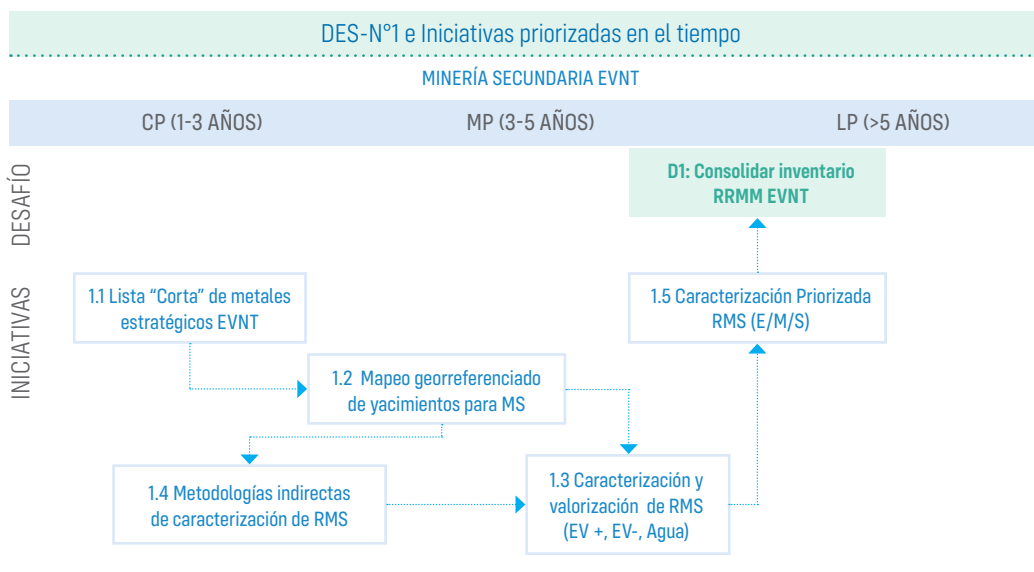 DES-N°1 e Iniciativas priorizadas en el tiempo
MINERÍA SECUNDARIA EVNT
CP (1-3 AÑOS)
MP (3-5 AÑOS)
LP (>5 AÑOS)
DESAFÍO
D1: Consolidar inventario
RRMM EVNT
INICIATIVAS
1.1 Lista “Corta” de metales
estratégicos EVNT
1.5 Caracterización Priorizada
RMS (E/M/S)
1.2 Mapeo georreferenciado
de yacimientos para MS
1.4 Metodologías indirectas
de caracterización de RMS
1.3 Caracterización y
valorización de RMS
(EV +, EV-, Agua)